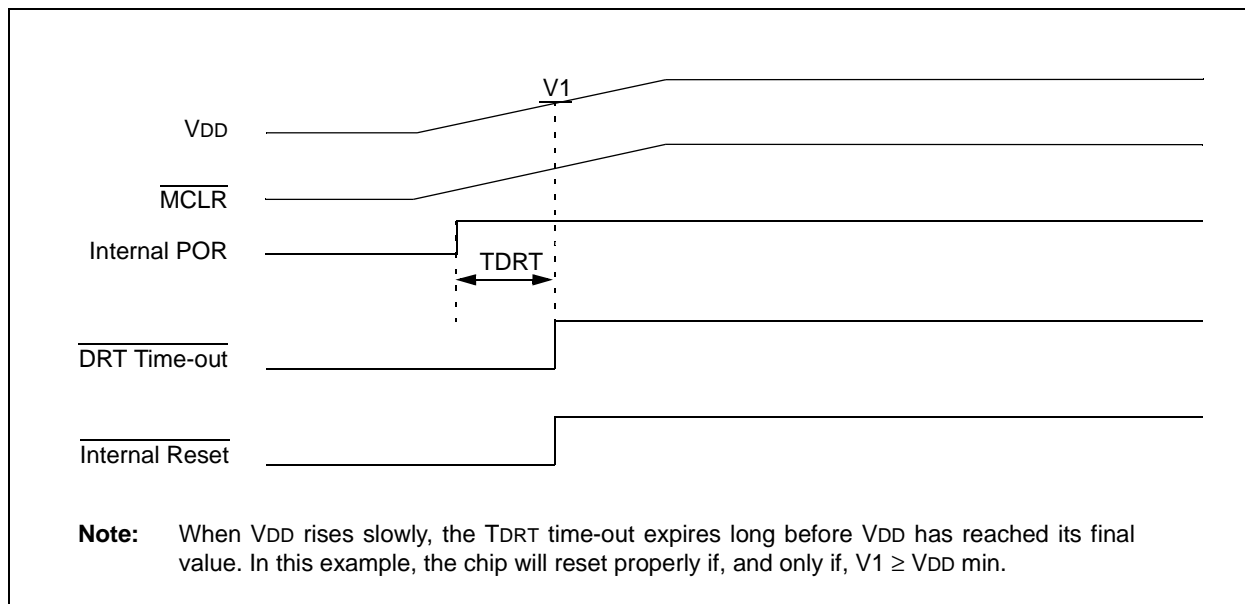 V1
VDD
MCLR
Internal POR
TDRT
DRT Time-out
Internal Reset
Note: When VDD rises slowly, the TDRT time-out expires long before VDD has reached its final
value. In this example, the chip will reset properly if, and only if, V1 ≥ VDD min.